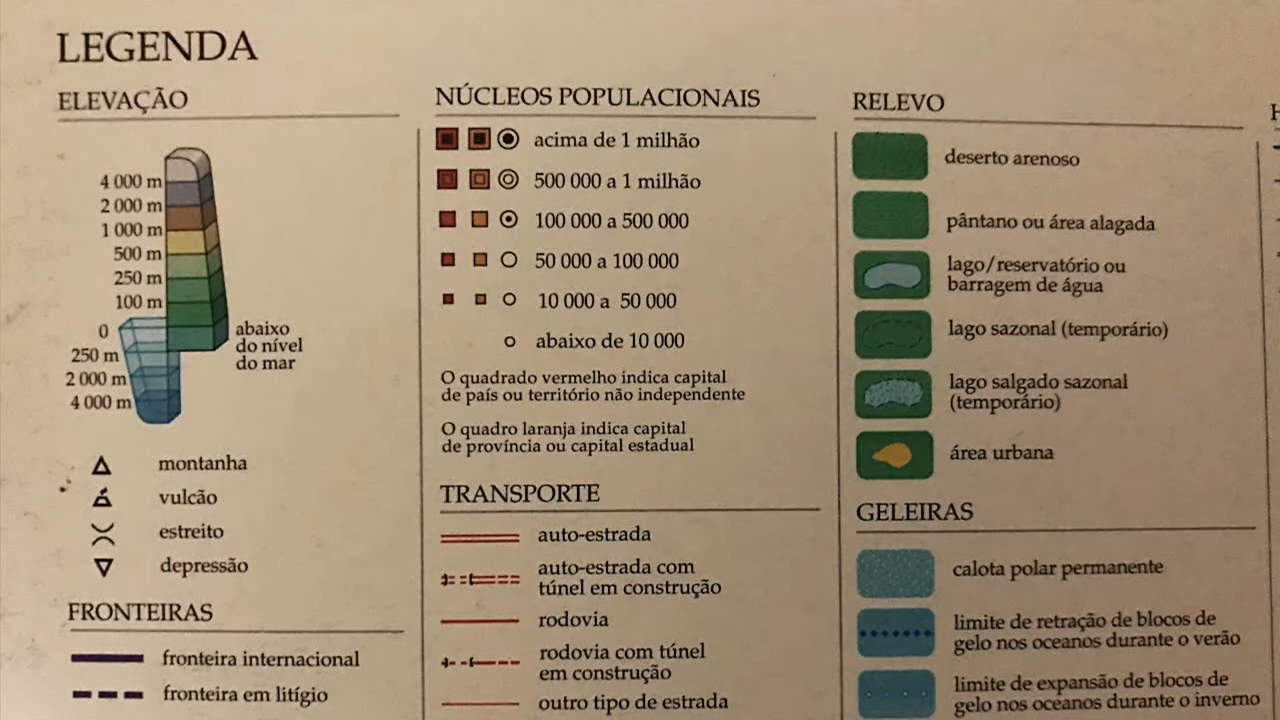 LEGENDA
ELEVAÇÃO
4 000 m
2 000 m
1 000 m
500 m
250 m
100 m
0
250 m
2 000 m
4 000 m
abaixo
do nível
do mar
montanha
vulcão
estreito
depressão
FRONTEIRAS
fronteira internacional
fronteira em litígio
NÚCLEOS POPULACIONAIS
acima de 1 milhão
500 000 a 1 milhão
100 000 a 500 000
50 000 a 100 000
10 000 a 50 000
abaixo de 10 000
O quadrado vermelho indica capital
de país ou território não independente
O quadro laranja indica capital
de província ou capital estadual
TRANSPORTE
auto-estrada
auto-estrada com
túnel em construção
rodovia
rodovia com túnel
em construção
outro tipo de estrada
RELEVO
deserto arenoso
pântano ou área alagada
lago/reservatório ou
barragem de água
lago sazonal (temporário)
lago salgado sazonal
(temporário)
área urbana
GELEIRAS
calota polar permanente
limite de retração de blocos de
gelo nos oceanos durante o verão
limite de expansão de blocos de
gelo nos oceanos durante o inverno